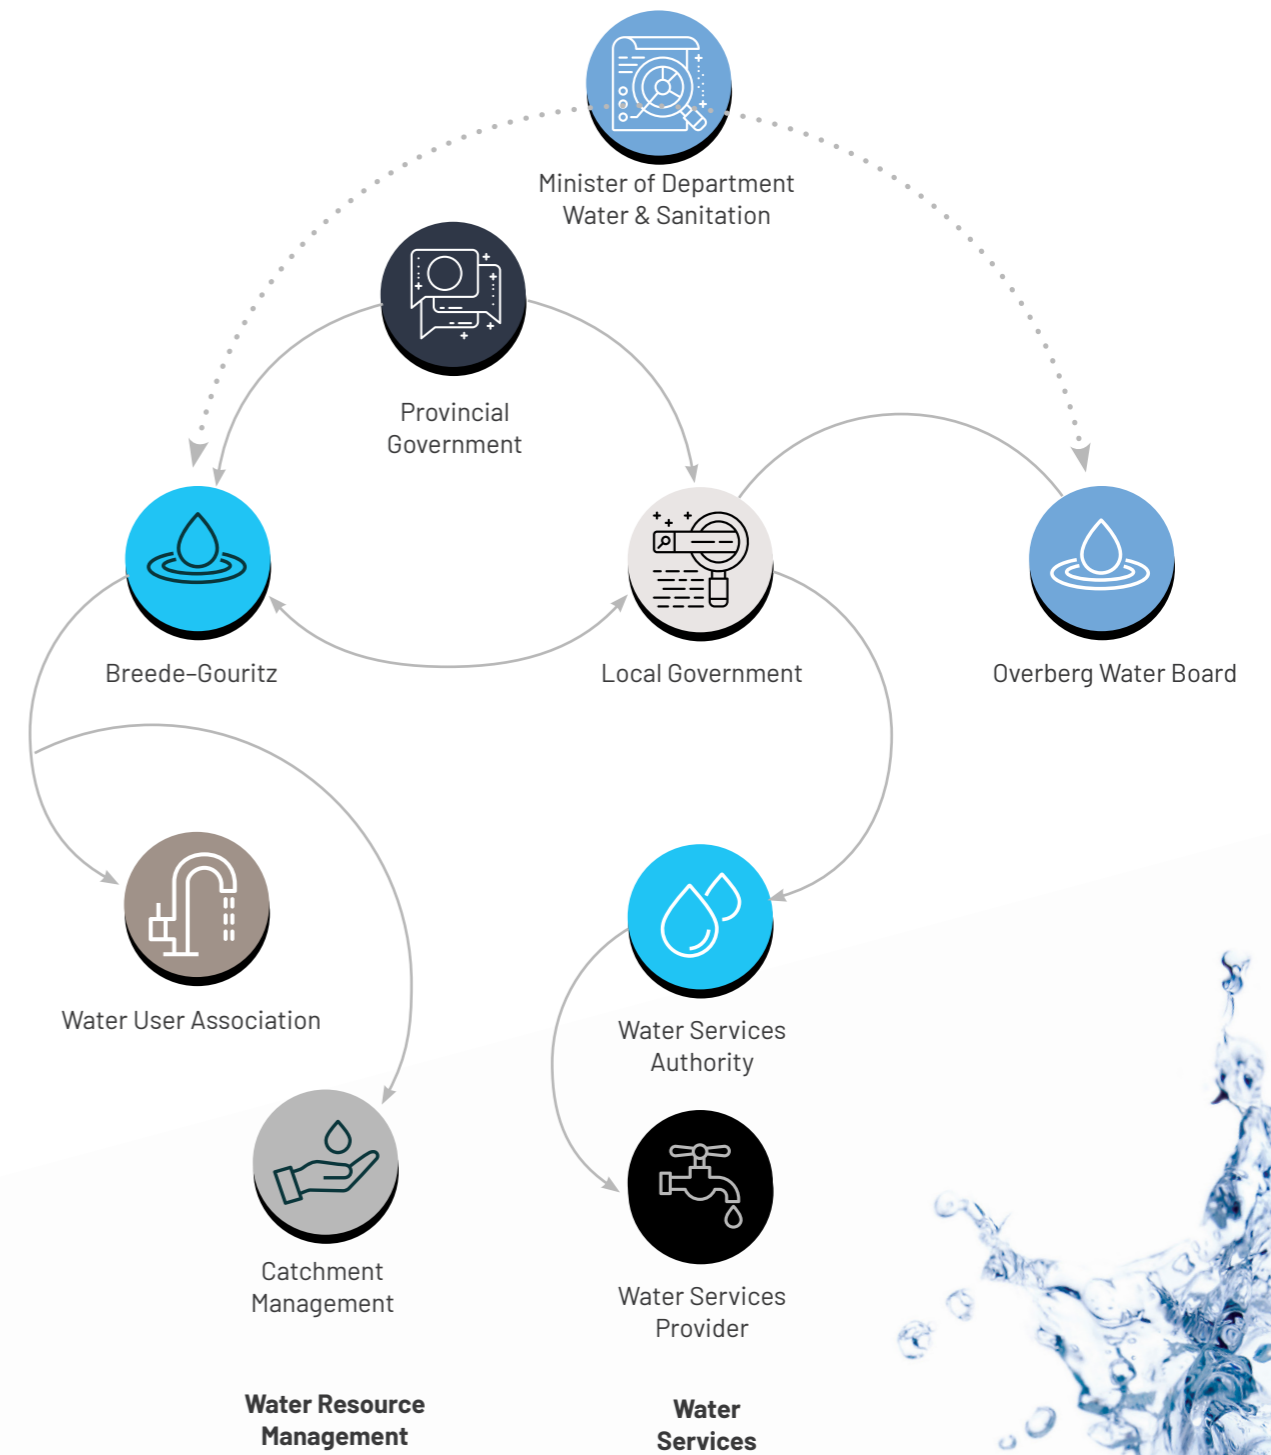 Minister of Department
Water & Sanitation
Provincial
Government
Breede–Gouritz
Local Government
Overberg Water Board
Water User Association
Water Services
Authority
Catchment
Management
Water Services
Provider
Water Resource
Management
Water
Services